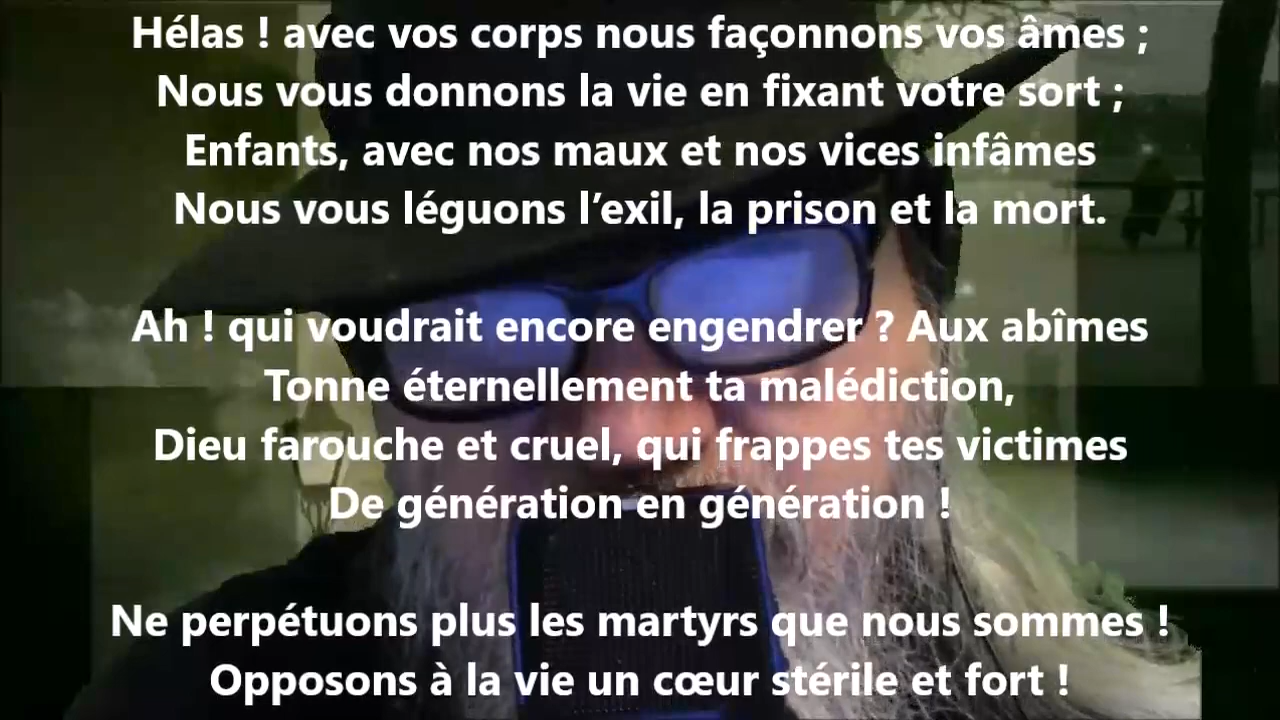 Hélas ! avec vos corps nous façonnons vos âmes ;
Nous vous donnons la vie en fixant votre sort ;
Enfants, avec nos maux et nos vices infâmes
Nous vous léguons l’exil, la prison et la mort.
Ah ! qui voudrait encore engendrer ? Aux abîmes
Tonne éternellement ta malédiction,
Dieu farouche et cruel, qui frappes tes victimes
De génération en génération !
Ne perpétuons plus les martyrs que nous sommes !
Opposons à la vie un cœur stérile et fort !